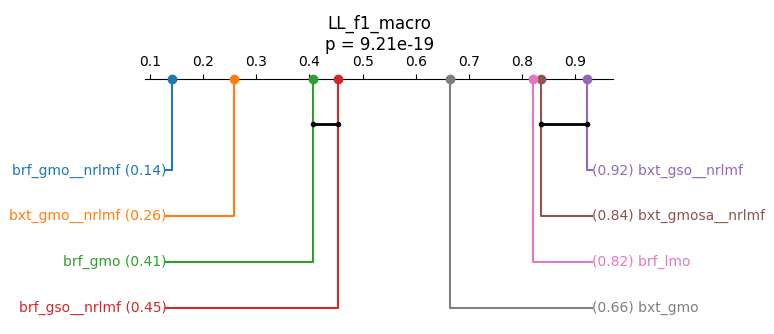 LL_f1_macro
p = 9.21e-19
0.1 0.2 0.3 0.4 0.5 0.6 0.7 0.8 0.9
brf_gmo__nrlmf (0.14) (0.92) bxt_gso__nrlmf
bxt_gmo__nrlmf (0.26) (0.84) bxt_gmosa__nrlmf
brf_gmo (0.41) (0.82) brf_lmo
brf_gso__nrlmf (0.45) (0.66) bxt_gmo